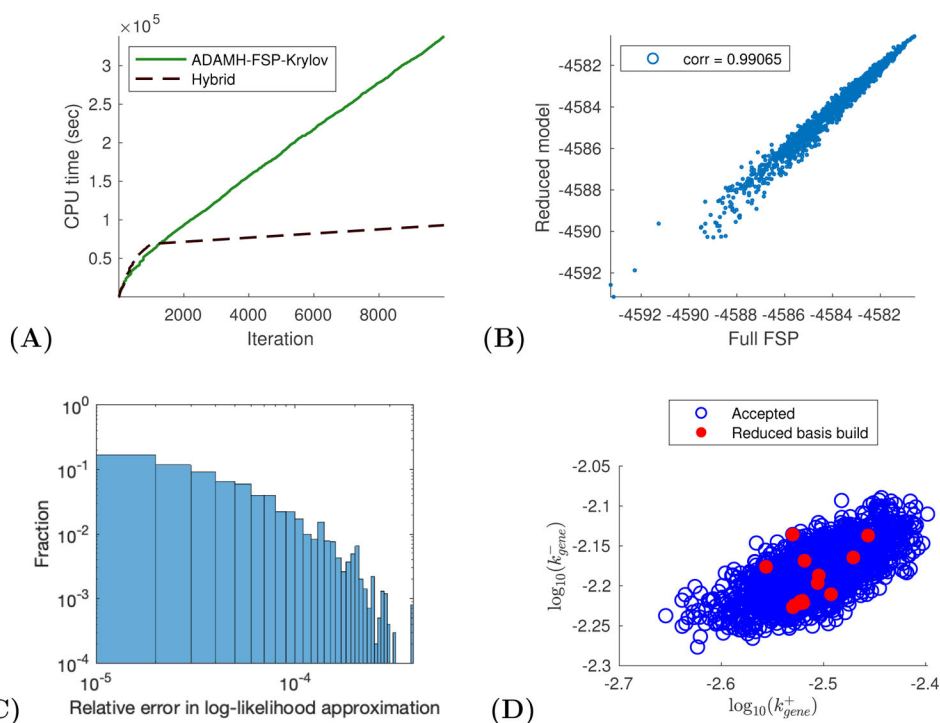 ×10⁵
3
2.5
2
1.5
1
0.5
CPU time (sec)
ADAMH-FSP-Krylov
Hybrid
2000 4000 6000 8000
Iteration
(A)
-4582
-4584
-4586
-4588
-4590
-4592
Reduced model
corr = 0.99065
-4592 -4590 -4588 -4586 -4584 -4582
Full FSP
(B)
10⁰
10⁻¹
10⁻²
10⁻³
10⁻⁴
Fraction
10⁻⁵ 10⁻⁴
Relative error in log-likelihood approximation
C)
Accepted
Reduced basis build
-2.05
-2.1
-2.15
-2.2
-2.25
-2.3
log₁₀(k⁻gene)
-2.7 -2.6 -2.5 -2.4
log₁₀(k⁺gene)
(D)